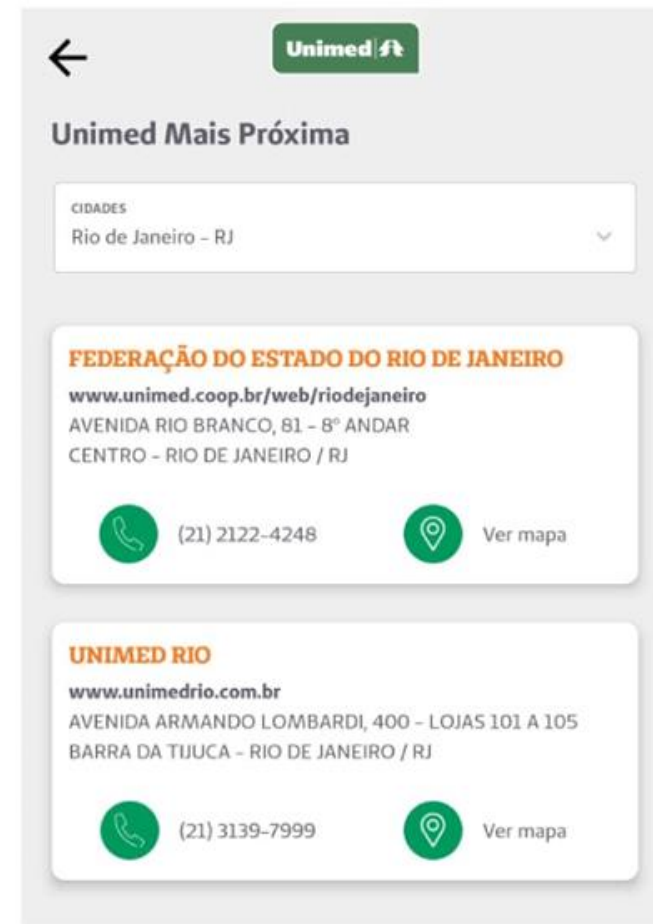 Unimed
Unimed Mais Próxima
CIDADES
Rio de Janeiro - RJ
FEDERAÇÃO DO ESTADO DO RIO DE JANEIRO
www.unimed.coop.br/web/riodejaneiro
AVENIDA RIO BRANCO, 81 - 8º ANDAR
CENTRO - RIO DE JANEIRO / RJ
(21) 2122-4248 Ver mapa
UNIMED RIO
www.unimedrio.com.br
AVENIDA ARMANDO LOMBARDI, 400 - LOJAS 101 A 105
BARRA DA TIJUCA - RIO DE JANEIRO / RJ
(21) 3139-7999 Ver mapa